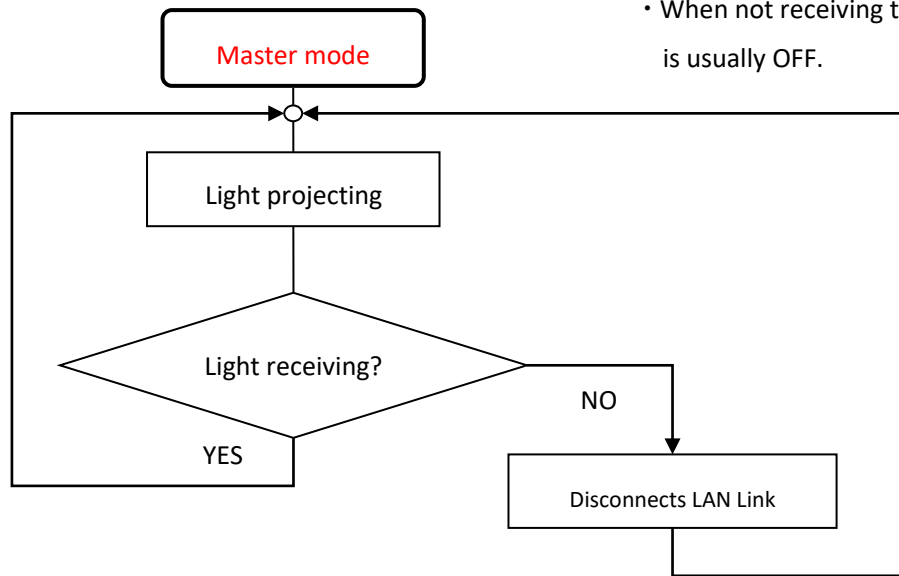 ・When not receiving t
is usually OFF.
Master mode
Light projecting
Light receiving?
NO
YES
Disconnects LAN Link